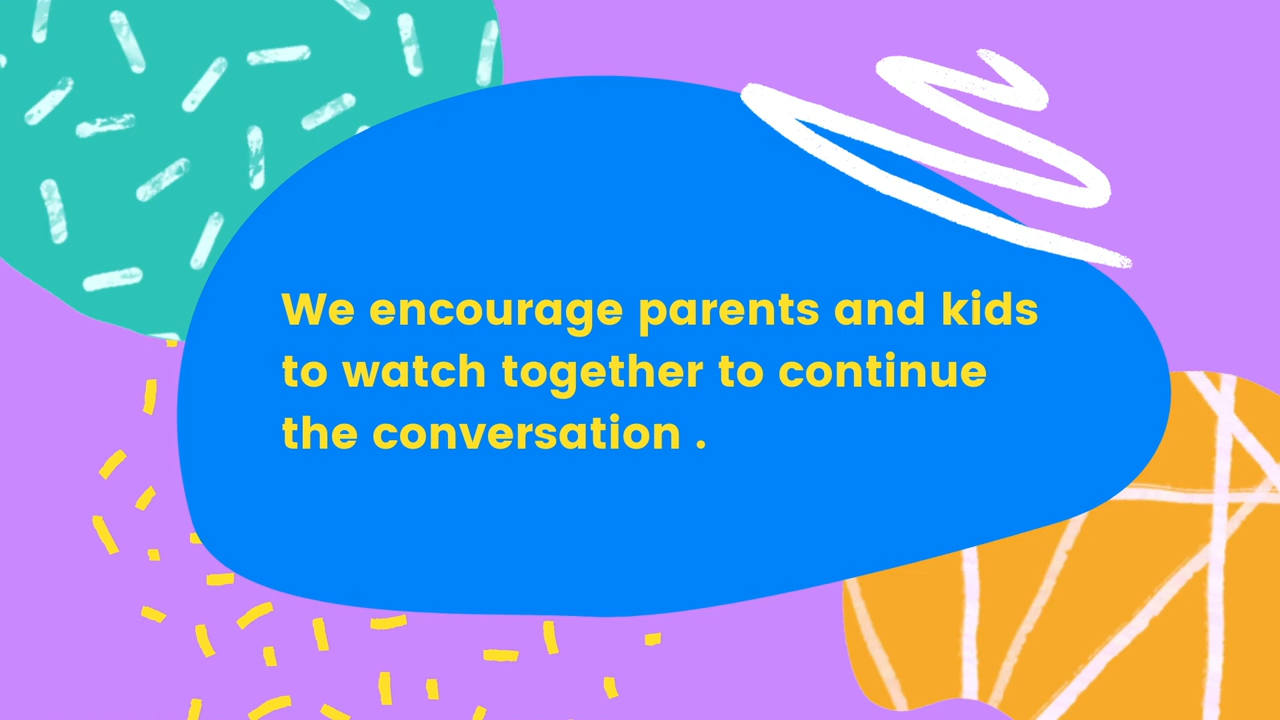 We encourage parents and kids
to watch together to continue
the conversation .